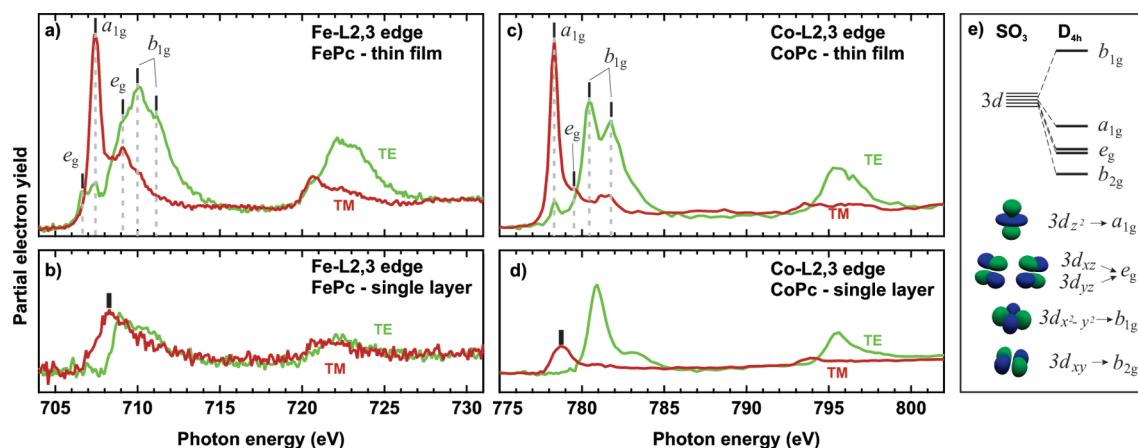 a)
a1g
b1g
eg
eg
Fe-L2,3 edge
FePc - thin film
TE
TM
c)
a1g
b1g
eg
Co-L2,3 edge
CoPc - thin film
TE
TM
b)
Fe-L2,3 edge
FePc - single layer
TE
TM
d)
Co-L2,3 edge
CoPc - single layer
TE
TM
Partial electron yield
705 710 715 720 725 730
Photon energy (eV)
775 780 785 790 795 800
Photon energy (eV)
e) SO3 D4h
b1g
3d
a1g
eg
b2g
3dz2→a1g
3dxz
3dyz
eg
3dx2-y2→b1g
3dxy→b2g